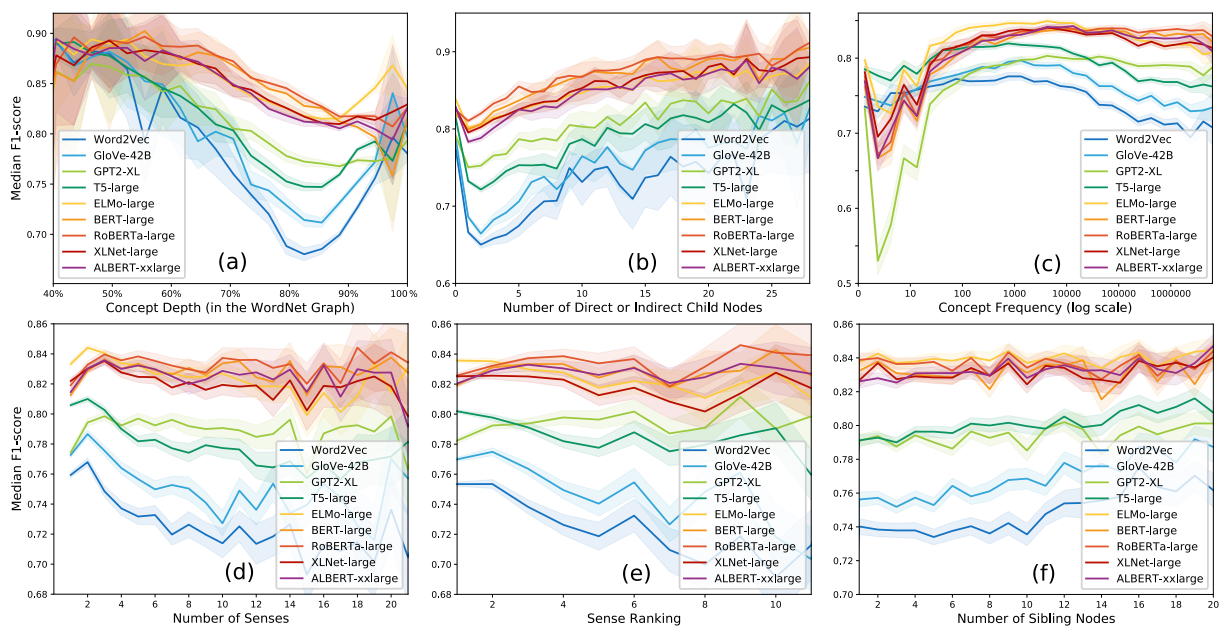 0.90
0.85
0.80
0.75
0.70
Median F1-score
Word2Vec
GloVe-42B
GPT2-XL
T5-large
ELMo-large
BERT-large
RoBERTa-large
XLNet-large
ALBERT-xxlarge
(a)
40% 50% 60% 70% 80% 90% 100%
Concept Depth (in the WordNet Graph)
0.9
0.8
0.7
0.6
Word2Vec
GloVe-42B
GPT2-XL
T5-large
ELMo-large
BERT-large
RoBERTa-large
XLNet-large
ALBERT-xxlarge
(b)
0 5 10 15 20 25
Number of Direct or Indirect Child Nodes
0.8
0.7
0.6
0.5
Word2Vec
GloVe-42B
GPT2-XL
T5-large
ELMo-large
BERT-large
RoBERTa-large
XLNet-large
ALBERT-xxlarge
(c)
0 10 100 1000 10000 100000 1000000
Concept Frequency (log scale)
0.86
0.84
0.82
0.80
0.78
0.76
0.74
0.72
0.70
0.68
Median F1-score
Word2Vec
GloVe-42B
GPT2-XL
T5-large
ELMo-large
BERT-large
RoBERTa-large
XLNet-large
ALBERT-xxlarge
(d)
2 4 6 8 10 12 14 16 18 20
Number of Senses
0.86
0.84
0.82
0.80
0.78
0.76
0.74
0.72
0.70
0.68
Word2Vec
GloVe-42B
GPT2-XL
T5-large
ELMo-large
BERT-large
RoBERTa-large
XLNet-large
ALBERT-xxlarge
(e)
2 4 6 8 10
Sense Ranking
0.86
0.84
0.82
0.80
0.78
0.76
0.74
0.72
0.70
Word2Vec
GloVe-42B
GPT2-XL
T5-large
ELMo-large
BERT-large
RoBERTa-large
XLNet-large
ALBERT-xxlarge
(f)
2 4 6 8 10 12 14 16 18 20
Number of Sibling Nodes